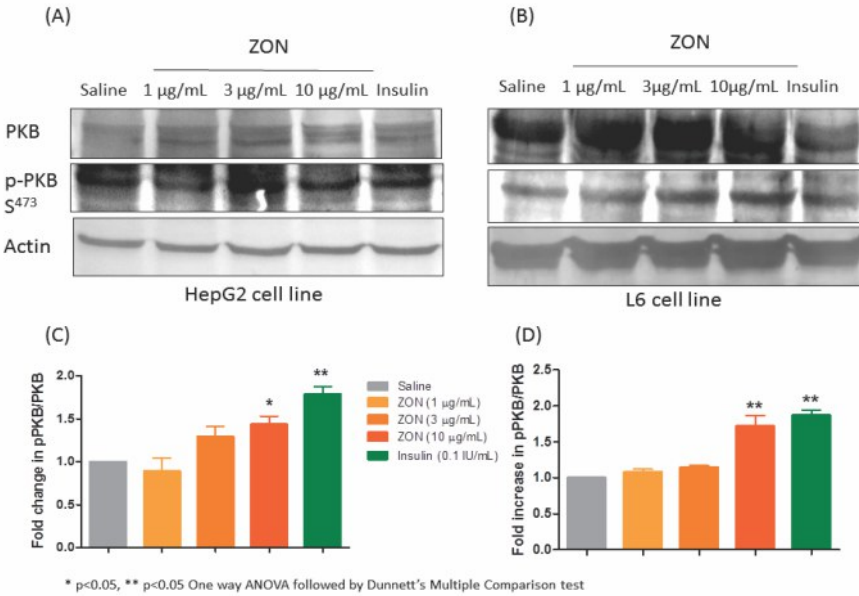 (A)
ZON
Saline 1 µg/mL 3 µg/mL 10 µg/mL Insulin
PKB
p-PKB
S473
Actin
HepG2 cell line
(B)
ZON
Saline 1 µg/mL 3µg/mL 10µg/mL Insulin
L6 cell line
(C)
Fold change in pPKB/PKB
2.0
1.5
1.0
0.5
0.0
*
**
Saline
ZON (1 µg/mL)
ZON (3 µg/mL)
ZON (10 µg/mL)
Insulin (0.1 IU/mL)
(D)
Fold increase in pPKB/PKB
2.5
2.0
1.5
1.0
0.5
0.0
**
**
* p<0.05, ** p<0.05 One way ANOVA followed by Dunnett's Multiple Comparison test